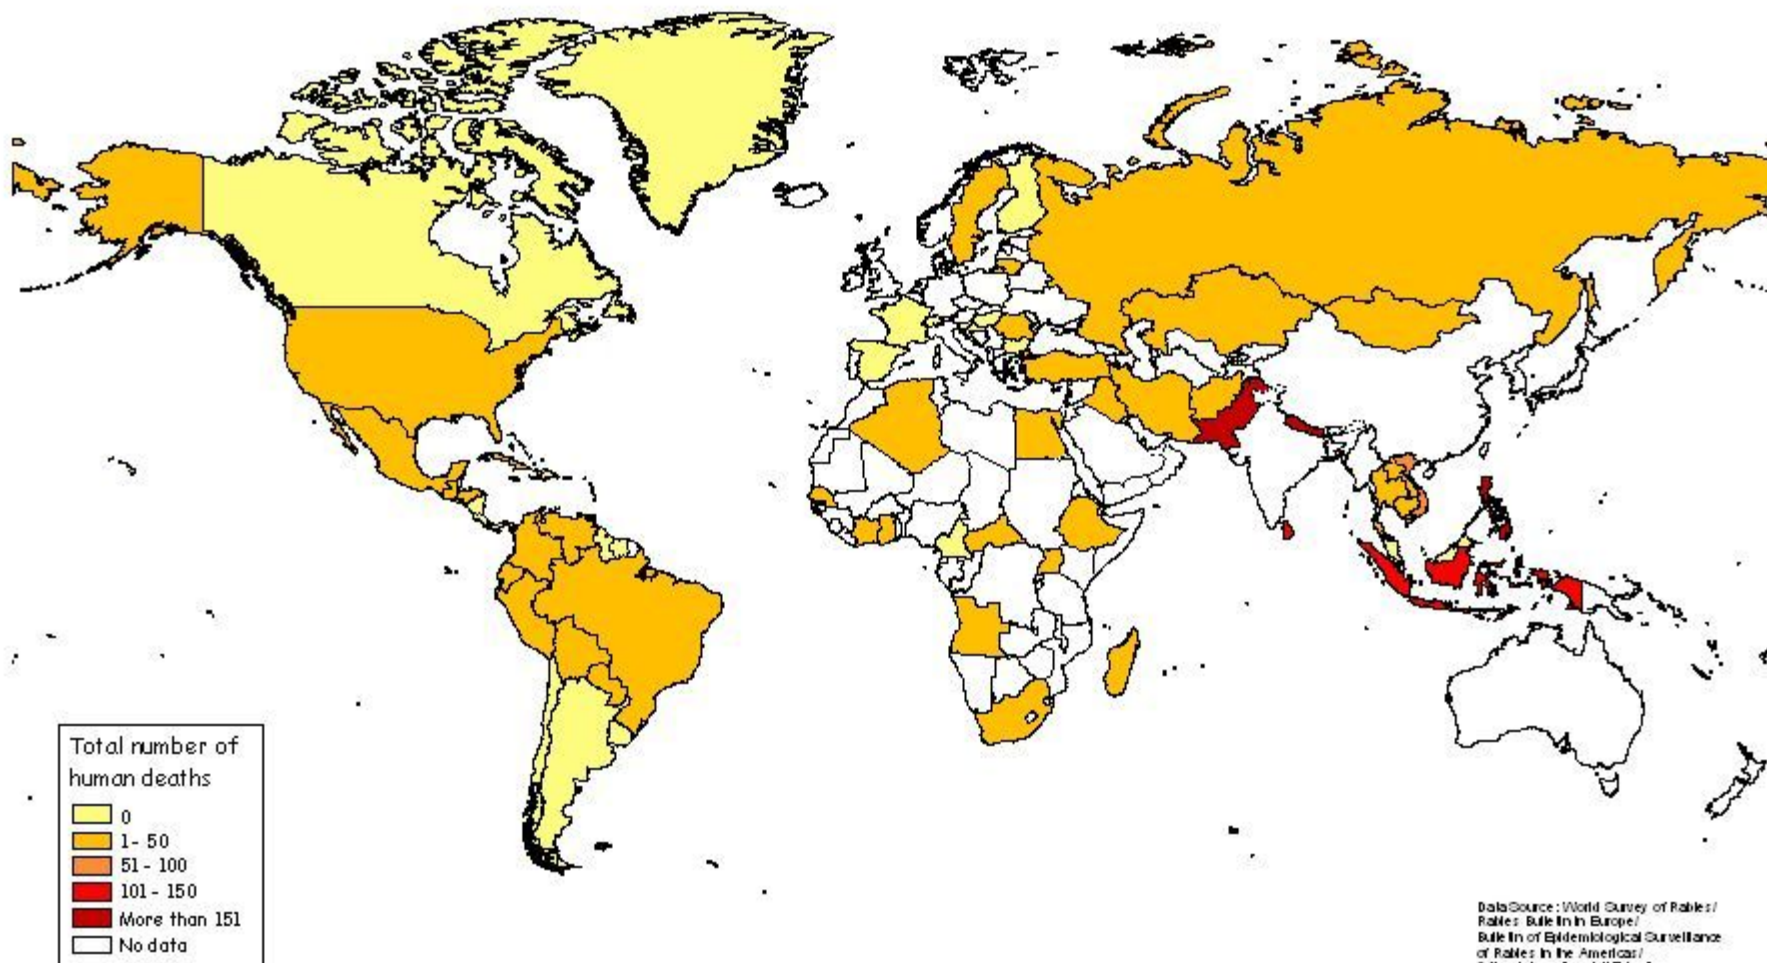 Total number of
human deaths
0
1 - 50
51 - 100
101 - 150
More than 151
No data
Data Source: World Survey of Rabies/
Rabies Bulletin in Europe/
Bulletin of Epidemiological Surveillance
of Rabies in the Americas/